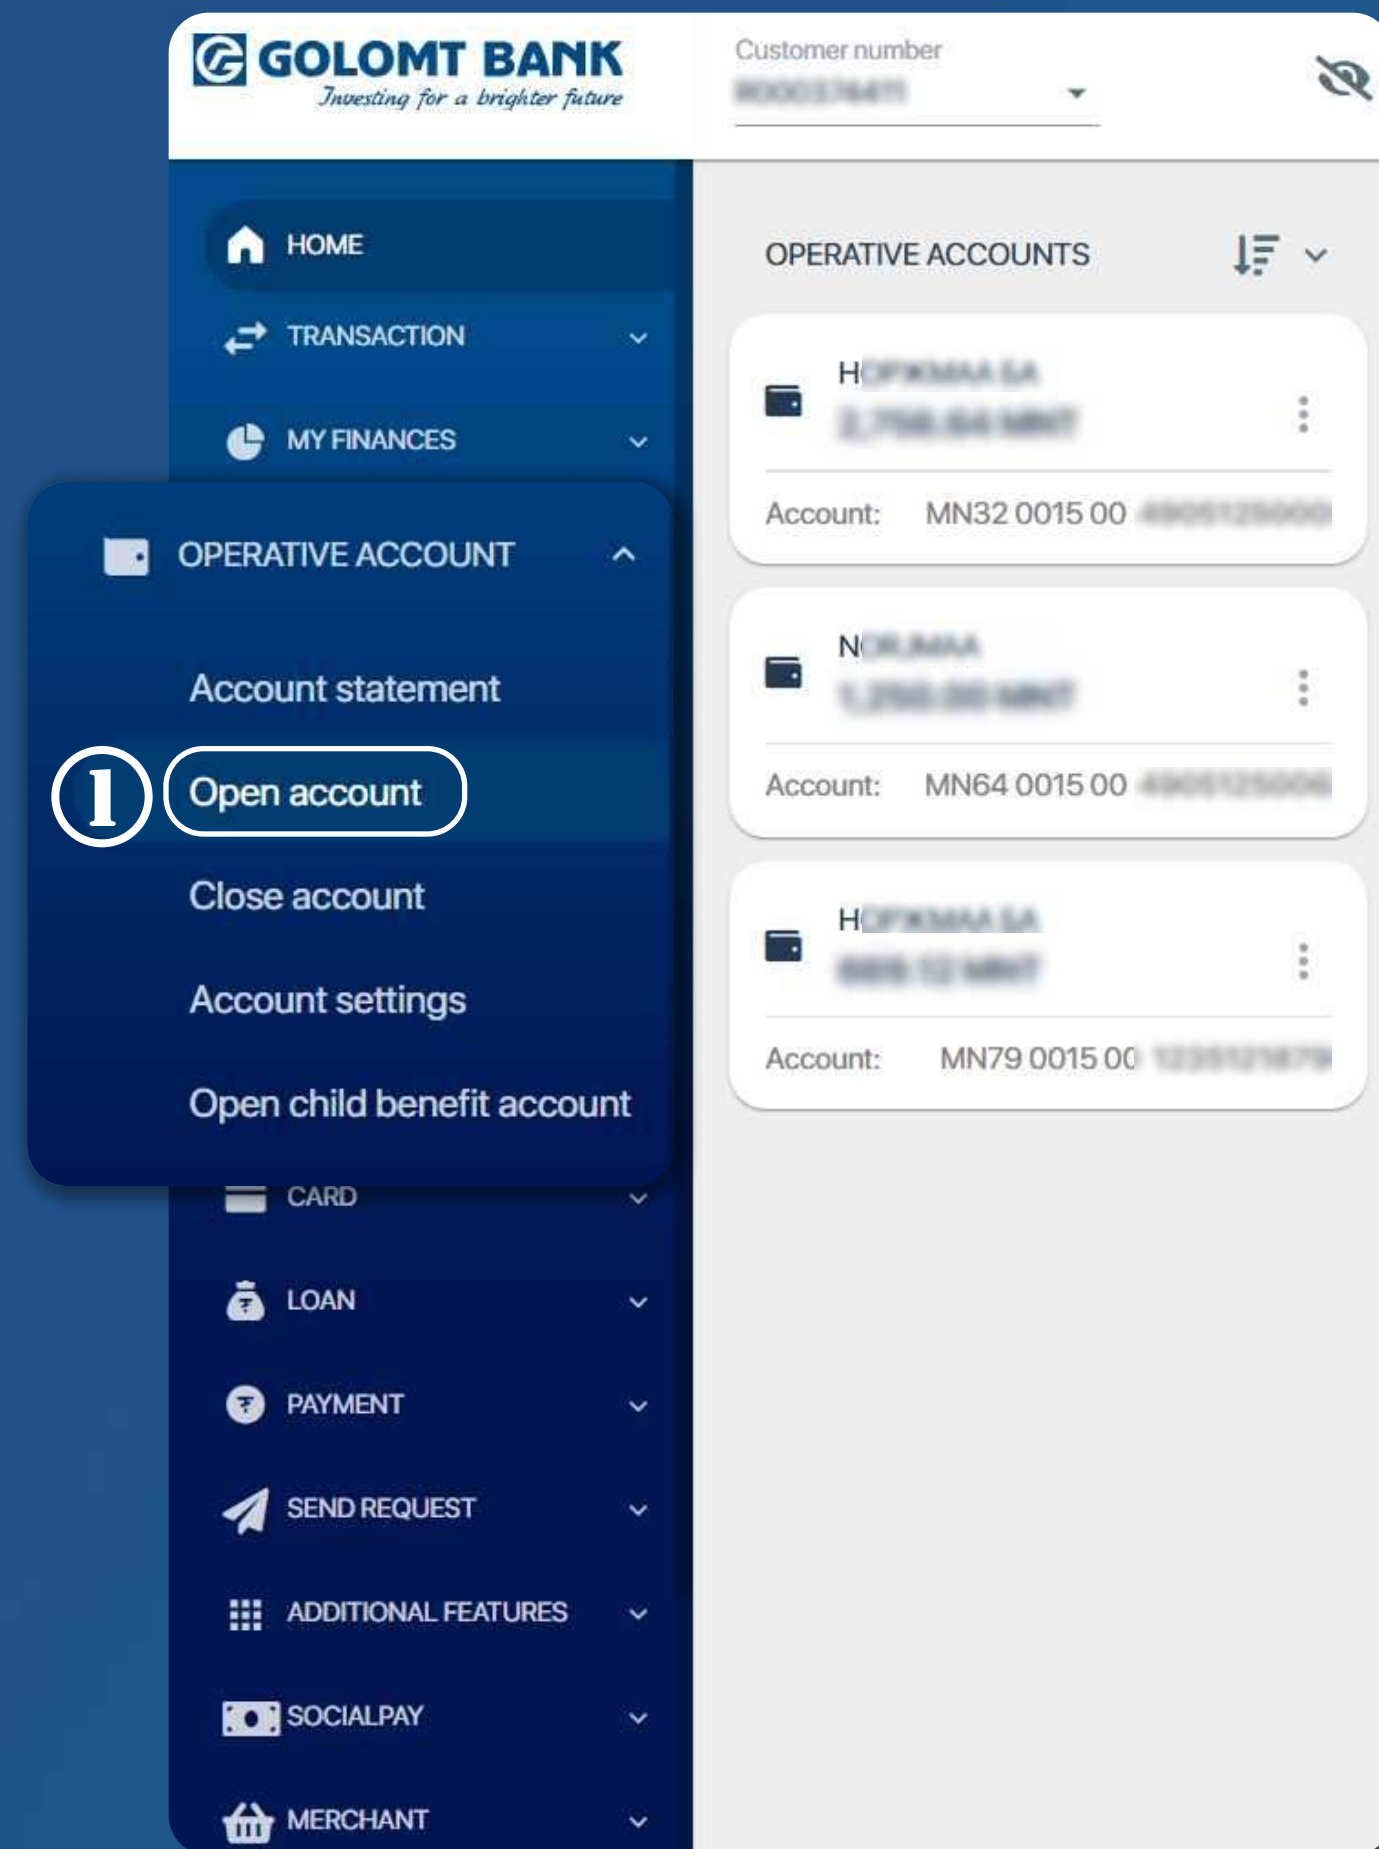 GOLOMT BANK
Investing for a brighter future
Customer number
HOME
TRANSACTION
MY FINANCES
OPERATIVE ACCOUNT
Account statement
1
Open account
Close account
Account settings
Open child benefit account
CARD
LOAN
PAYMENT
SEND REQUEST
ADDITIONAL FEATURES
SOCIALPAY
MERCHANT
OPERATIVE ACCOUNTS
Account: MN32 0015 00
Account: MN64 0015 00
Account: MN79 0015 00